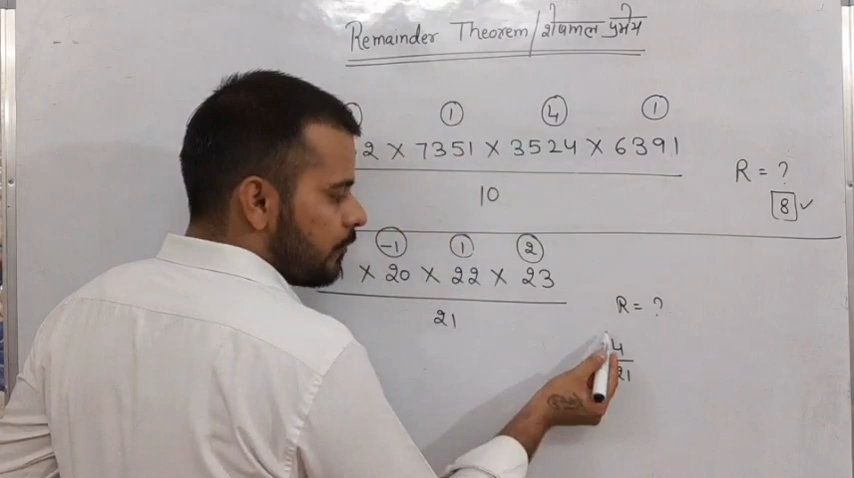 Remainder Theorem/शेषफल प्रमेय
1 4 1
2 × 7351 × 3524 × 6391
10
R = ?
8 ✓
-1 1 2
× 20 × 22 × 23
21
R = ?
4
21